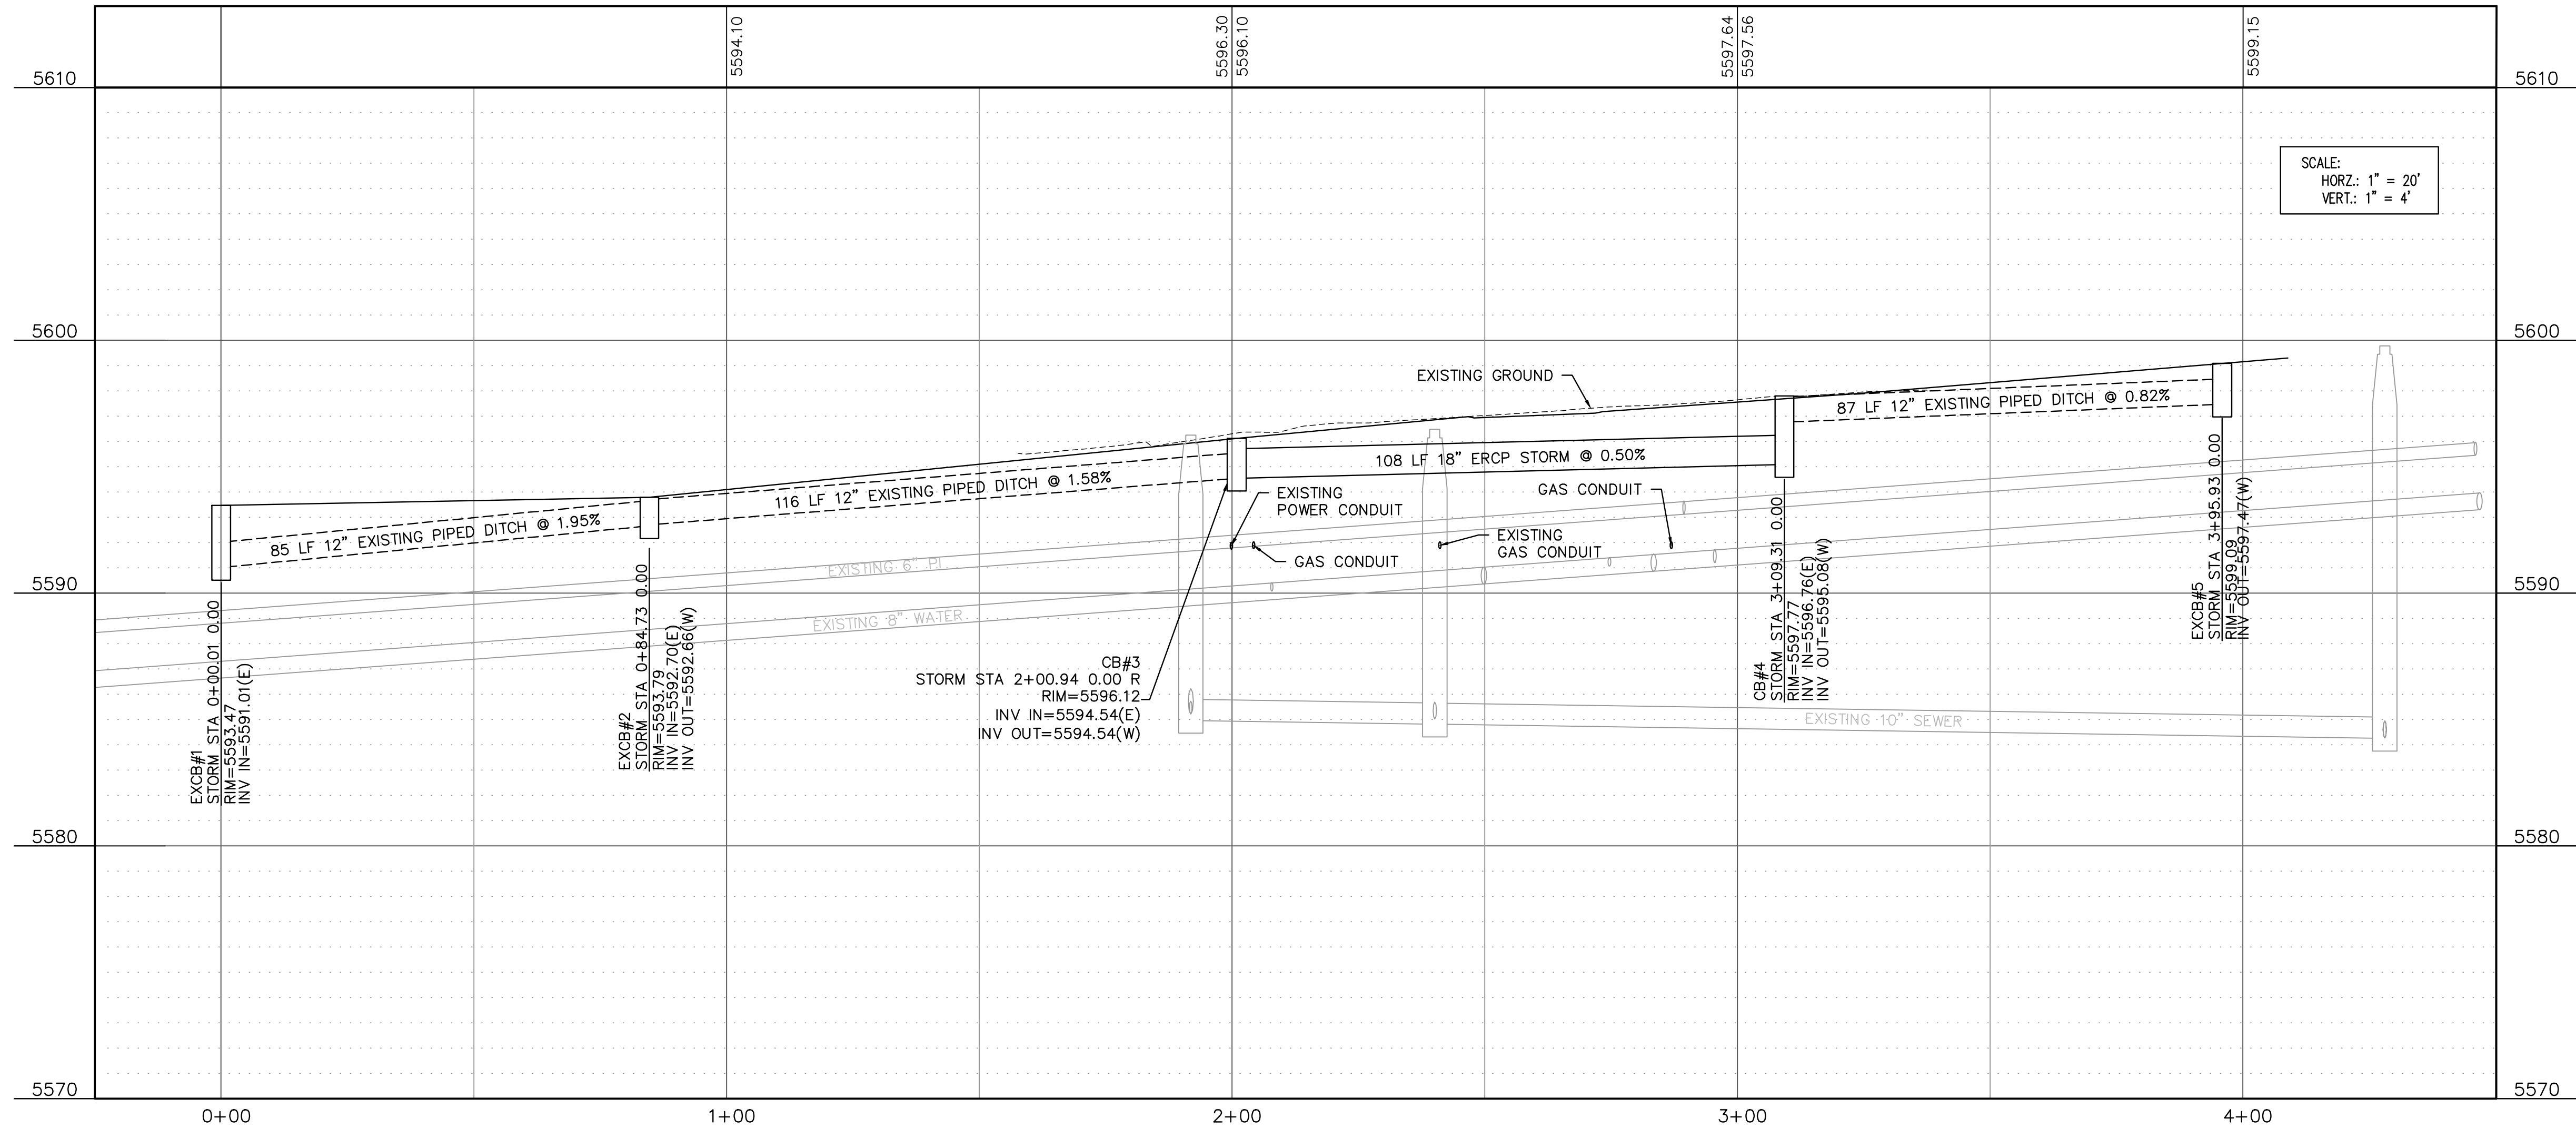 5594.10
5596.30
5596.10
5597.64
5597.56
5599.15
5610
5610
SCALE:
HORZ.: 1" = 20'
VERT.: 1" = 4'
5600
5600
EXISTING GROUND
87 LF 12" EXISTING PIPED DITCH @ 0.82%
108 LF 18" ERCP STORM @ 0.50%
116 LF 12" EXISTING PIPED DITCH @ 1.58%
85 LF 12" EXISTING PIPED DITCH @ 1.95%
EXISTING
POWER CONDUIT
GAS CONDUIT
GAS CONDUIT
EXISTING
GAS CONDUIT
EXISTING 6" PI
EXISTING 8" WATER
5590
5590
EXCB#1
STORM STA 0+00.01 0.00
RIM=5593.47
INV IN=5591.01(E)
EXCB#2
STORM STA 0+84.73 0.00
RIM=5593.79
INV IN=5592.70(E)
INV OUT=5592.66(W)
CB#3
STORM STA 2+00.94 0.00 R
RIM=5596.12
INV IN=5594.54(E)
INV OUT=5594.54(W)
CB#4
STORM STA 3+09.31 0.00
RIM=5597.77
INV IN=5596.76(E)
INV OUT=5595.08(W)
EXCB#5
STORM STA 3+95.93 0.00
RIM=5599.09
INV OUT=5597.47(W)
EXISTING 10" SEWER
5580
5580
5570
5570
0+00
1+00
2+00
3+00
4+00